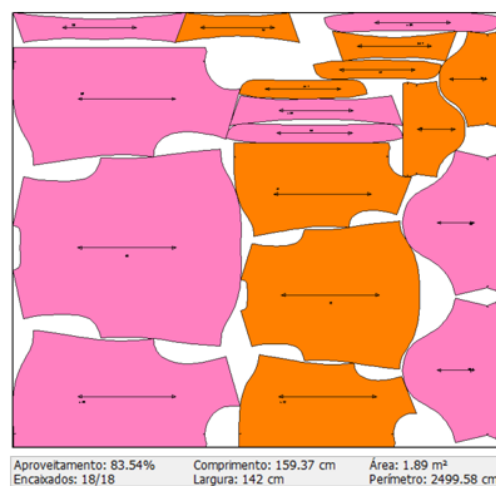 Aproveitamento: 83.54% Comprimento: 159.37 cm Área: 1.89 m²
Encaixados: 18/18 Largura: 142 cm Perímetro: 2499.58 cm